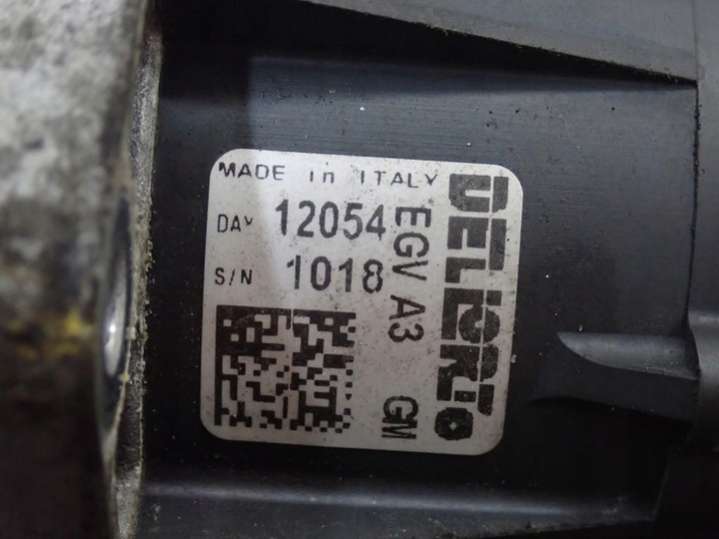 MADE in ITALY
DAY 12054
S/N 1018
EGV A3 GM
DELL'ORTO